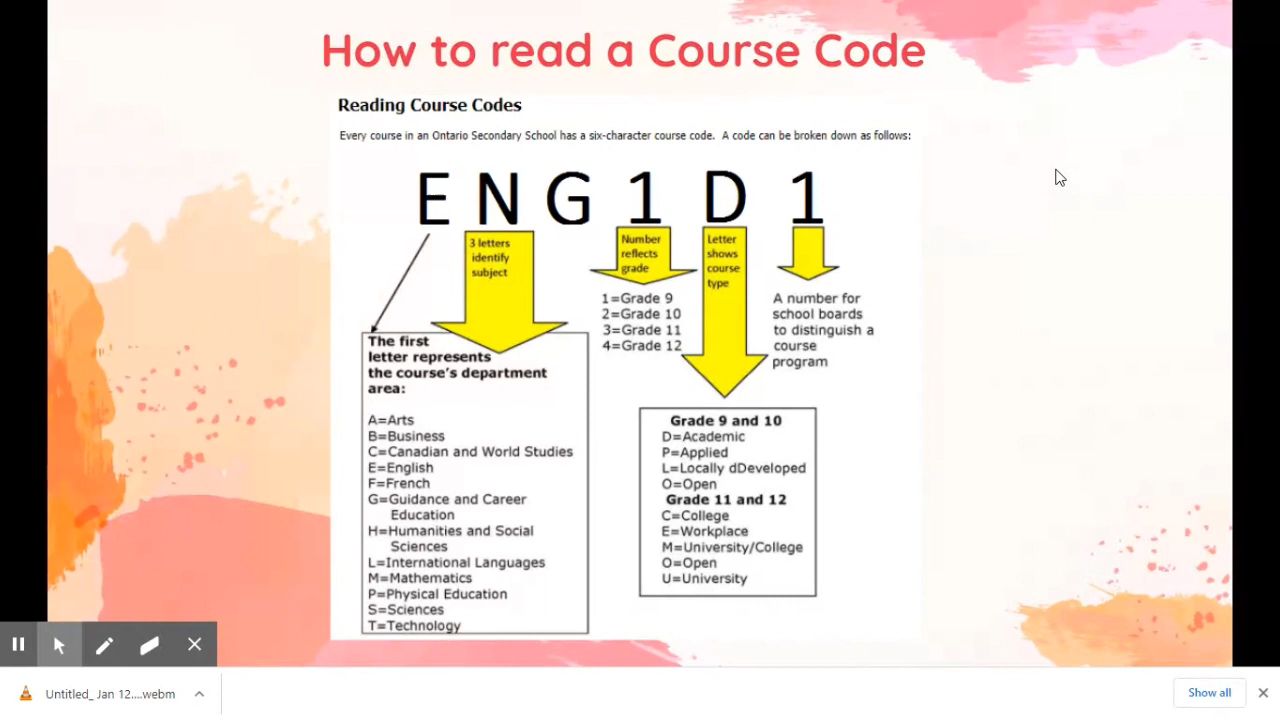 How to read a Course Code
Reading Course Codes
Every course in an Ontario Secondary School has a six-character course code. A code can be broken down as follows:
E N G 1 D 1
3 letters
identify
subject
Number
reflects
grade
Letter
shows
course
type
1=Grade 9
2=Grade 10
3=Grade 11
4=Grade 12
A number for
school boards
to distinguish a
course
program
The first
letter represents
the course's department
area:
A=Arts
B=Business
C=Canadian and World Studies
E=English
F=French
G=Guidance and Career
Education
H=Humanities and Social
Sciences
L=International Languages
M=Mathematics
P=Physical Education
S=Sciences
T=Technology
Grade 9 and 10
D=Academic
P=Applied
L=Locally dDeveloped
O=Open
Grade 11 and 12
C=College
E=Workplace
M=University/College
O=Open
U=University
Untitled_ Jan 12....webm
Show all